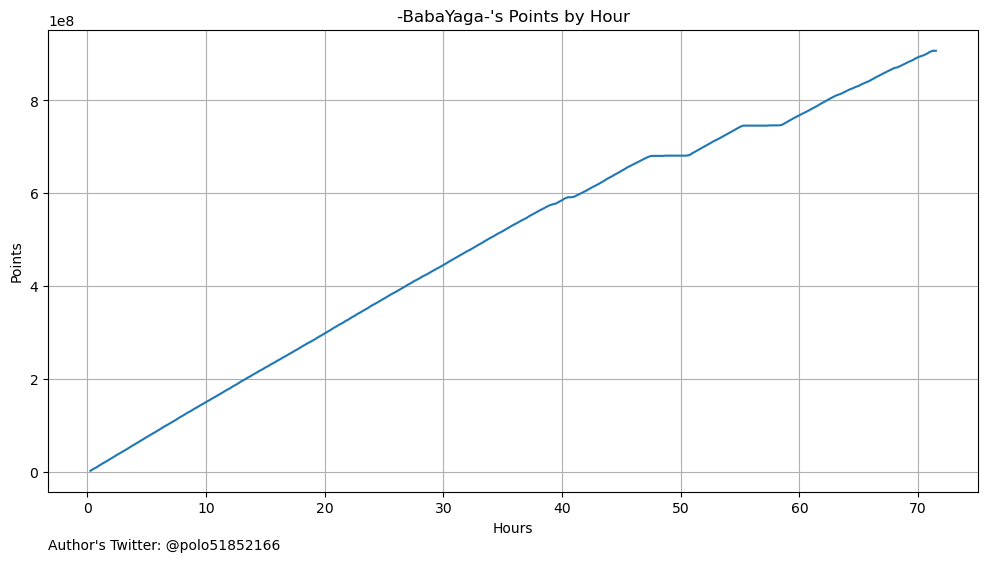 -BabaYaga-'s Points by Hour
1e8
8
6
4
2
0
Points
0 10 20 30 40 50 60 70
Hours
Author's Twitter: @polo51852166